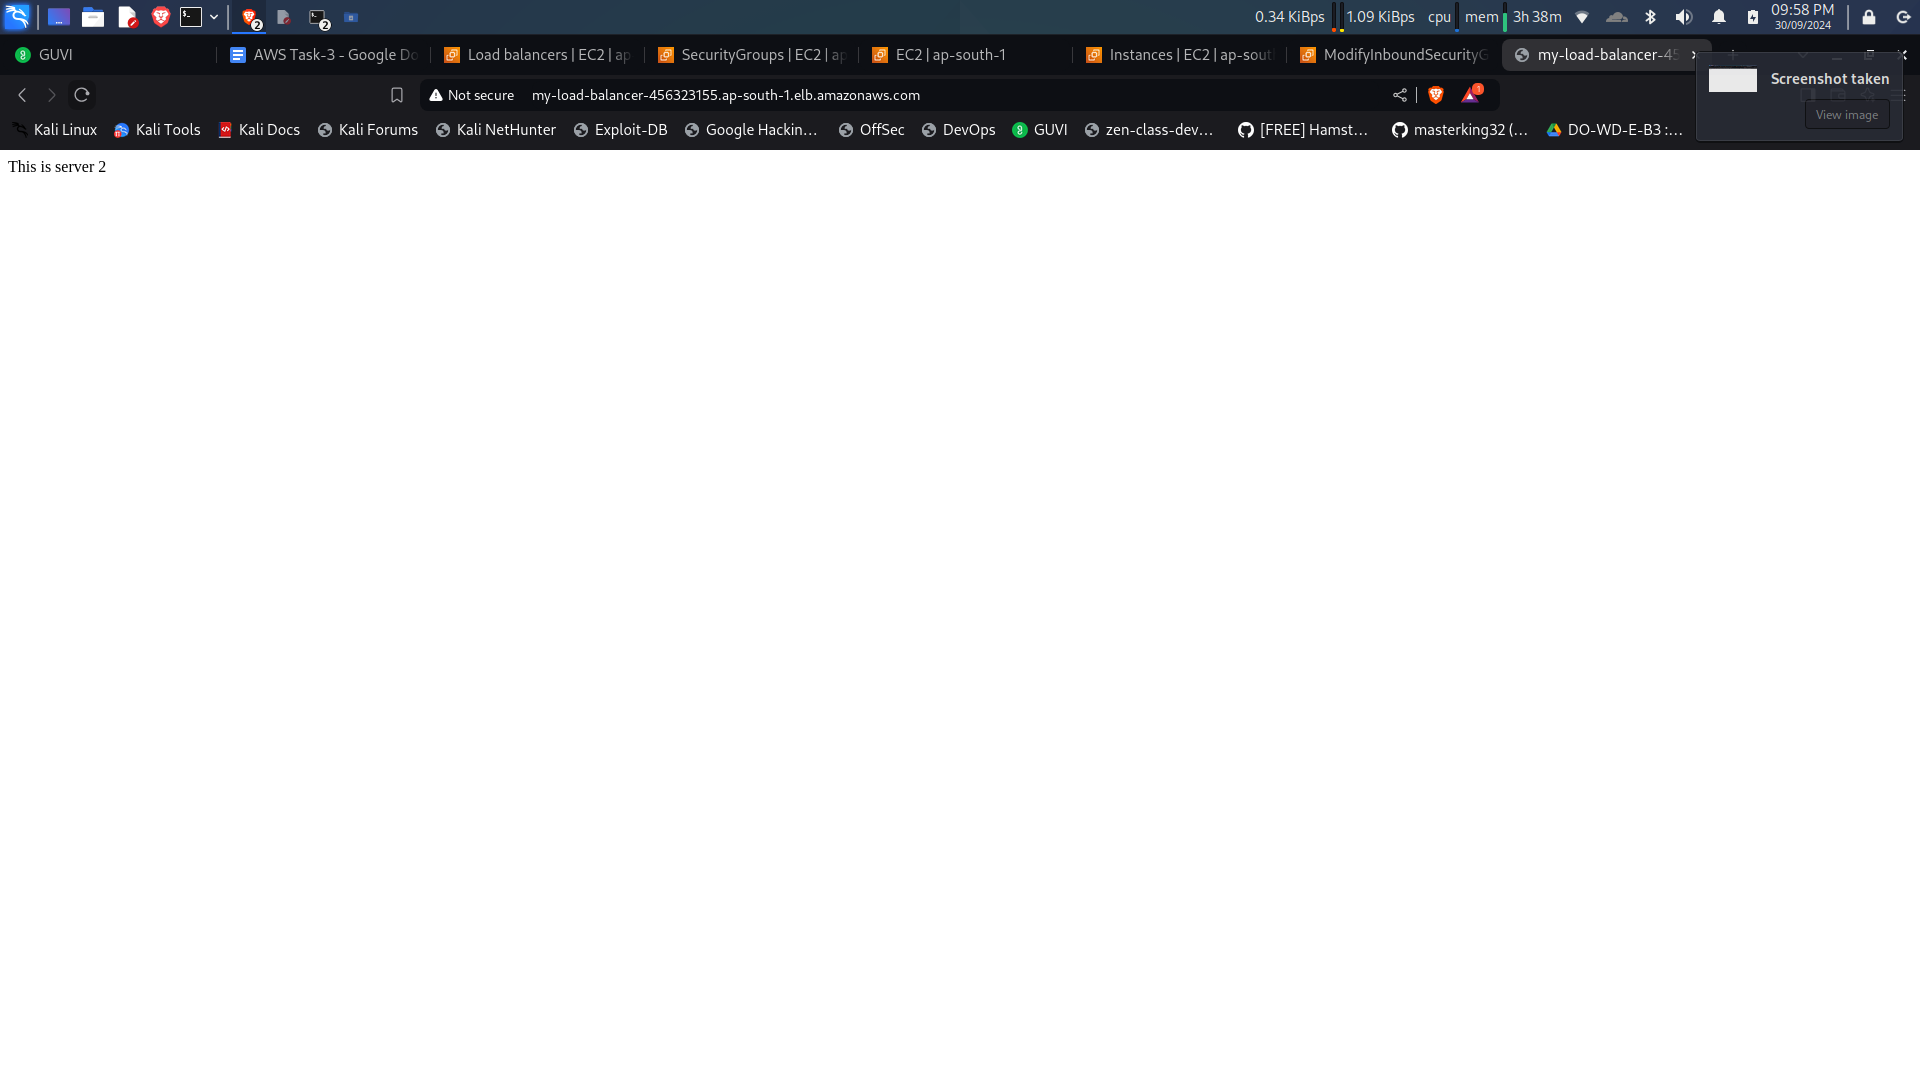 2 2 0.34 KiBps 1.09 KiBps cpu mem 3h 38m 09:58 PM
30/09/2024
GUVI AWS Task-3 - Google Do Load balancers | EC2 | ap SecurityGroups | EC2 | ap EC2 | ap-south-1 Instances | EC2 | ap-sout ModifyInboundSecurityG my-load-balancer-45
Screenshot taken
View image
Not secure my-load-balancer-456323155.ap-south-1.elb.amazonaws.com 1
Kali Linux Kali Tools Kali Docs Kali Forums Kali NetHunter Exploit-DB Google Hackin... OffSec DevOps GUVI zen-class-dev... [FREE] Hamst... masterking32 (... DO-WD-E-B3 :...
This is server 2